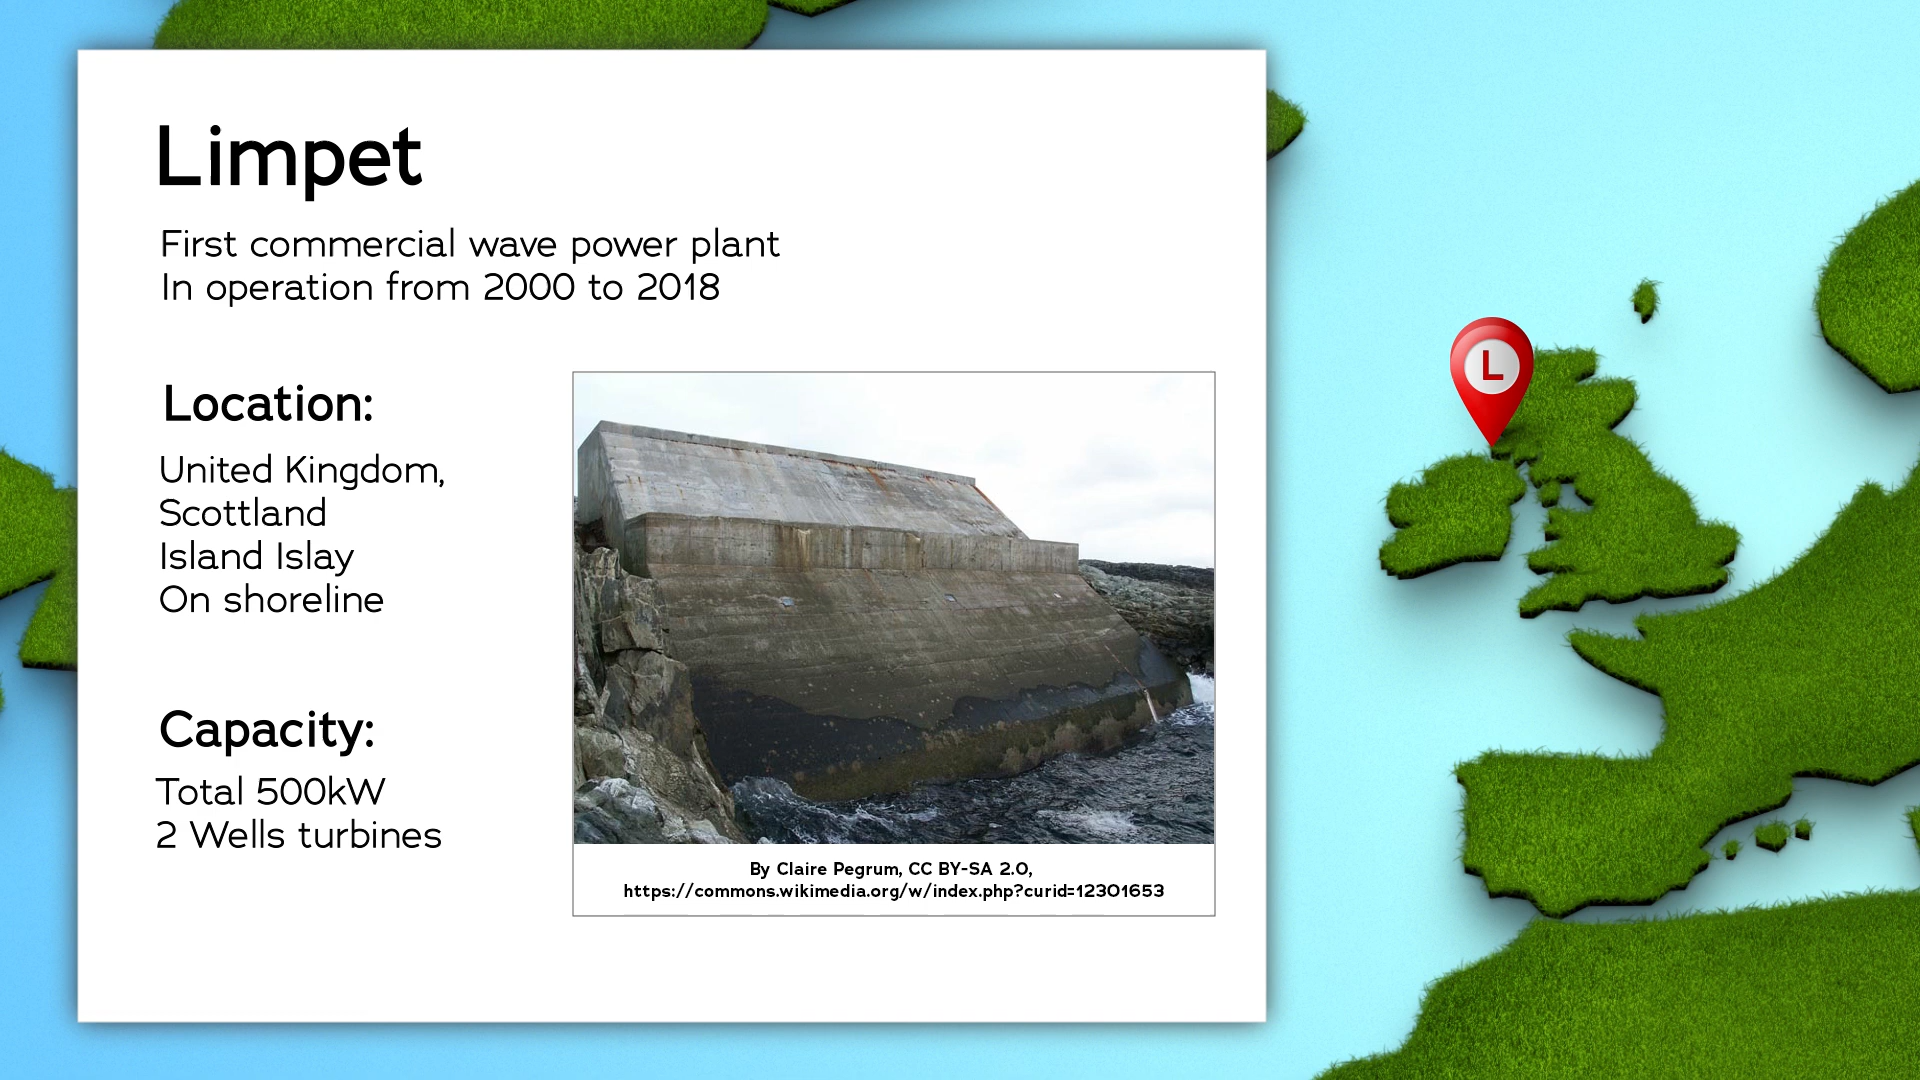 Limpet
First commercial wave power plant
In operation from 2000 to 2018
Location:
United Kingdom,
Scottland
Island Islay
On shoreline
Capacity:
Total 500kW
2 Wells turbines
By Claire Pegrum, CC BY-SA 2.0,
https://commons.wikimedia.org/w/index.php?curid=12301653
L